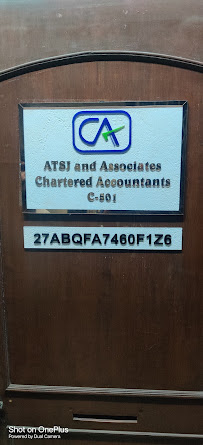 CA
ATSJ and Associates
Chartered Accountants
C-501
27ABQFA7460F1Z6
Shot on OnePlus
Powered by Dual Camera